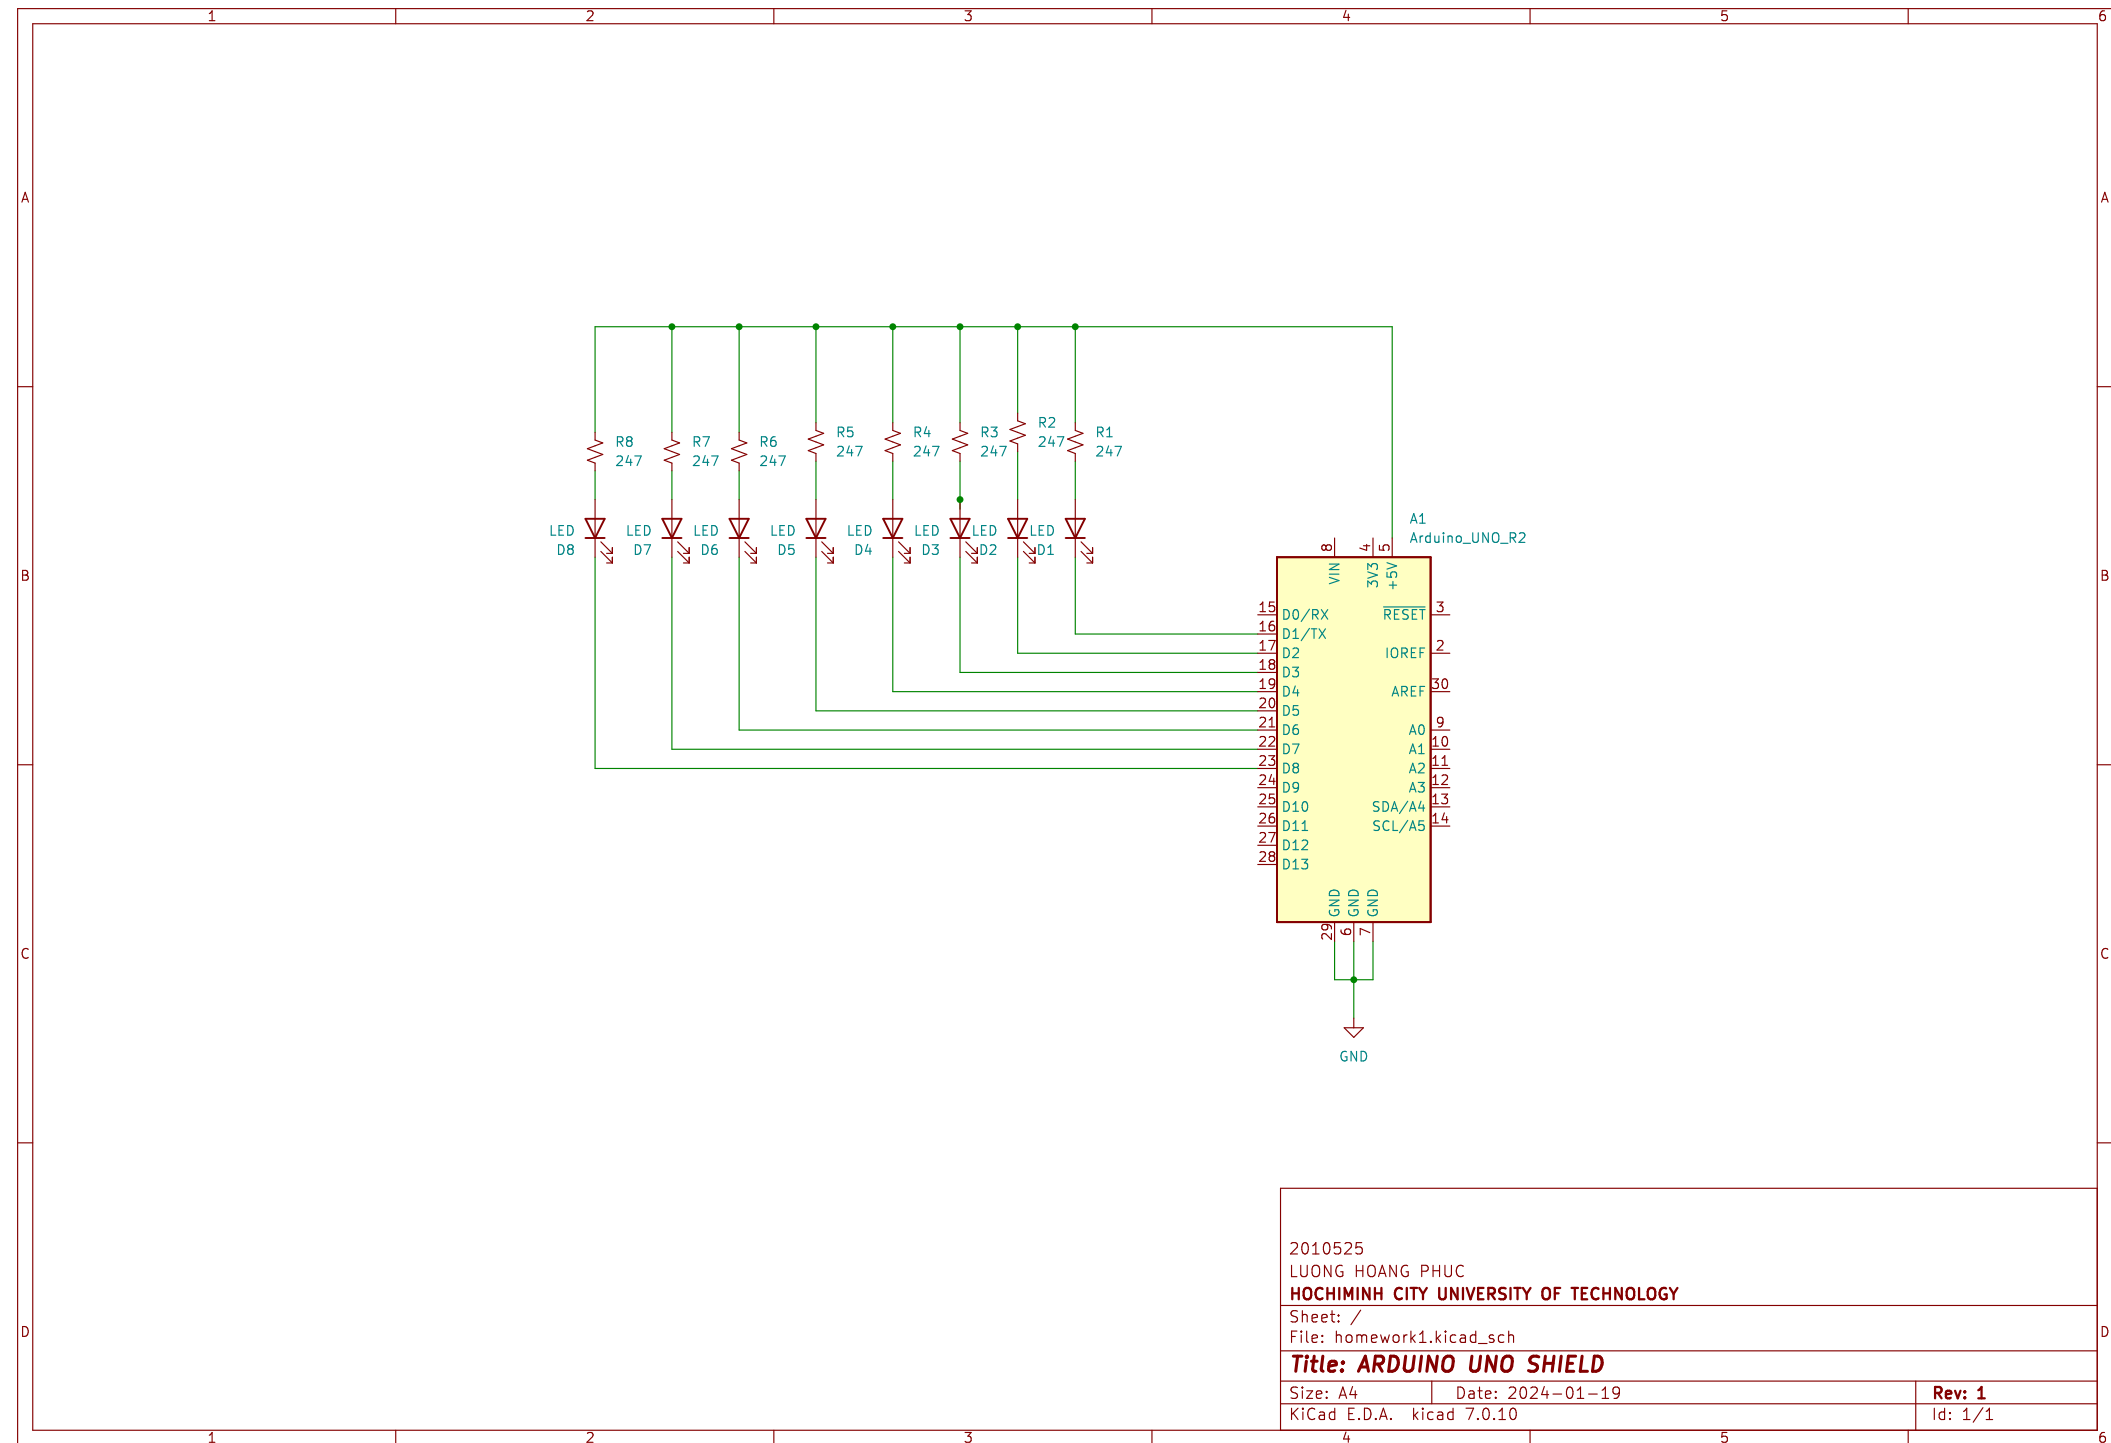 1 2 3 4 5 6
A A
B B
C C
D D
R8
247
R7
247
R6
247
R5
247
R4
247
R3
247
R2
247
R1
247
LED
D8
LED
D7
LED
D6
LED
D5
LED
D4
LED
D3
LED
D2
LED
D1
A1
Arduino_UNO_R2
8 4 5
VIN 3V3 +5V
15 D0/RX RESET 3
16 D1/TX
17 D2 IOREF 2
18 D3
19 D4 AREF 30
20 D5
21 D6 A0 9
22 D7 A1 10
23 D8 A2 11
24 D9 A3 12
25 D10 SDA/A4 13
26 D11 SCL/A5 14
27 D12
28 D13
GND GND GND
29 6 7
GND
2010525
LUONG HOANG PHUC
HOCHIMINH CITY UNIVERSITY OF TECHNOLOGY
Sheet: /
File: homework1.kicad_sch
Title: ARDUINO UNO SHIELD
Size: A4 Date: 2024-01-19 Rev: 1
KiCad E.D.A. kicad 7.0.10 Id: 1/1
1 2 3 4 5 6